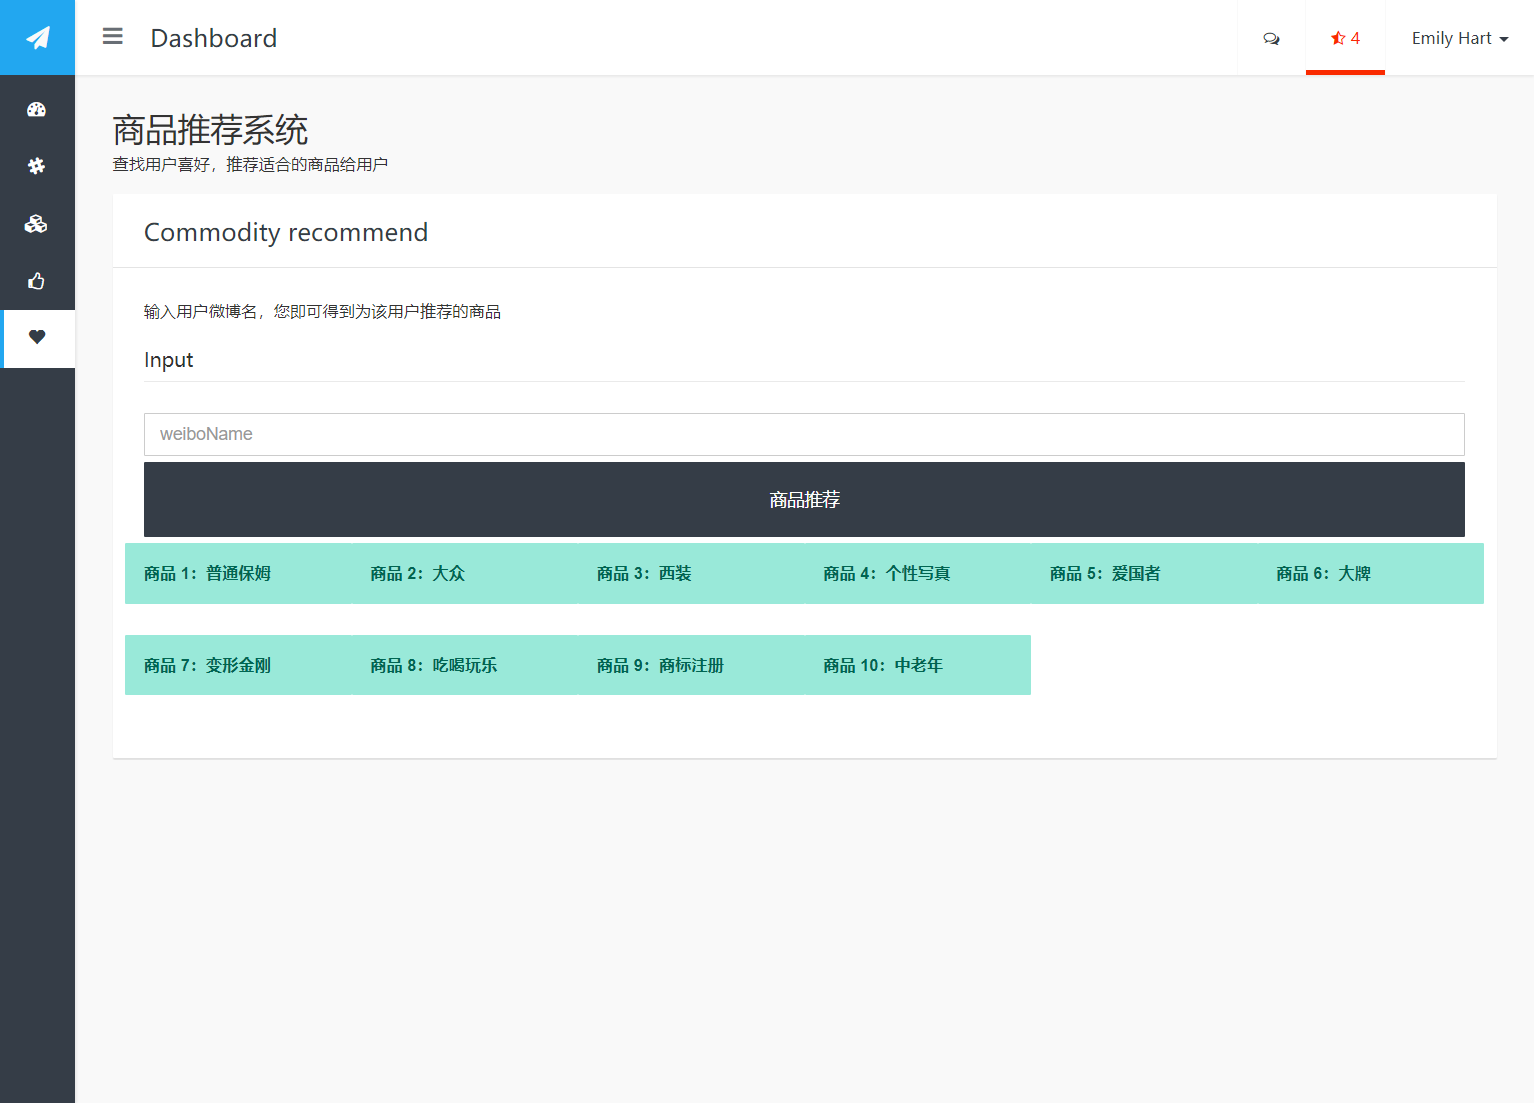 Dashboard
4
Emily Hart
商品推荐系统
查找用户喜好，推荐适合的商品给用户
Commodity recommend
输入用户微博名，您即可得到为该用户推荐的商品
Input
weiboName
商品推荐
商品 1：普通保姆 商品 2：大众 商品 3：西装 商品 4：个性写真 商品 5：爱国者 商品 6：大牌
商品 7：变形金刚 商品 8：吃喝玩乐 商品 9：商标注册 商品 10：中老年